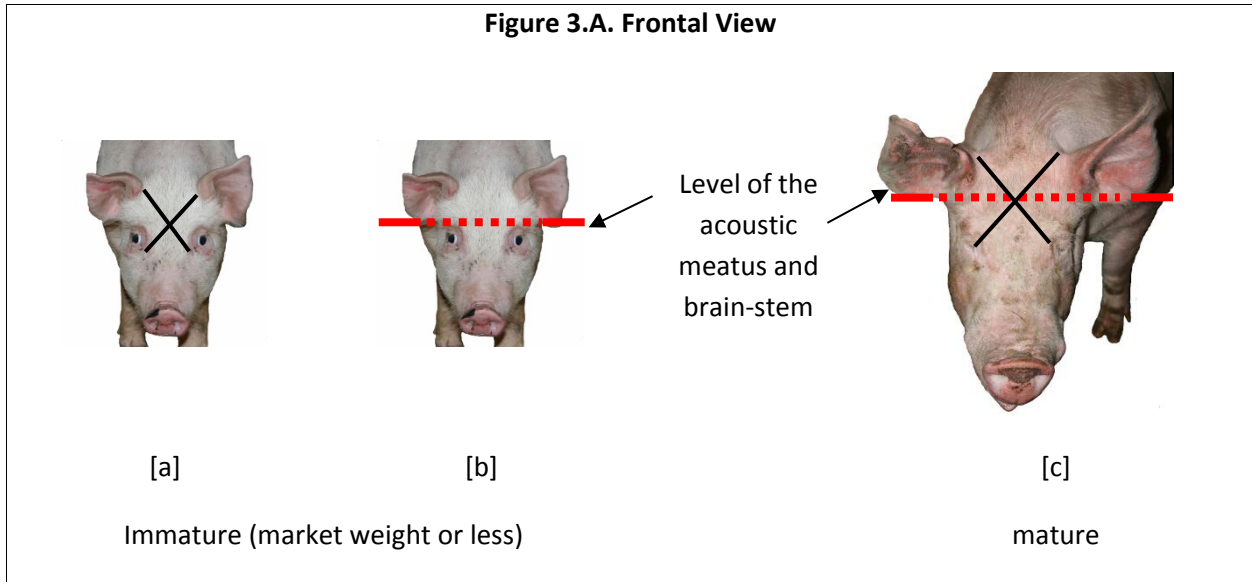 Figure 3.A. Frontal View
Level of the
acoustic
meatus and
brain-stem
[a]
[b]
[c]
Immature (market weight or less)
mature